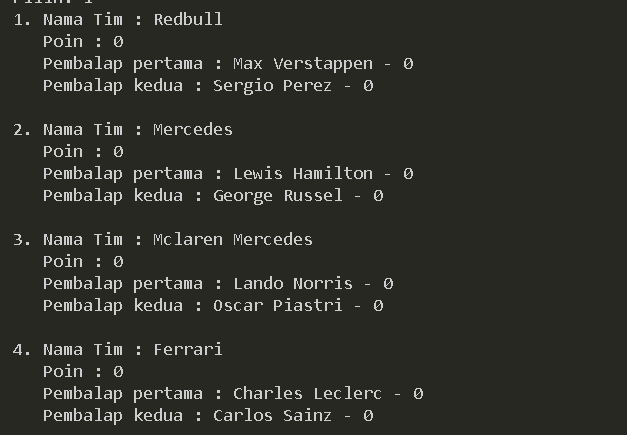 1. Nama Tim : Redbull
Poin : 0
Pembalap pertama : Max Verstappen - 0
Pembalap kedua : Sergio Perez - 0
2. Nama Tim : Mercedes
Poin : 0
Pembalap pertama : Lewis Hamilton - 0
Pembalap kedua : George Russel - 0
3. Nama Tim : Mclaren Mercedes
Poin : 0
Pembalap pertama : Lando Norris - 0
Pembalap kedua : Oscar Piastri - 0
4. Nama Tim : Ferrari
Poin : 0
Pembalap pertama : Charles Leclerc - 0
Pembalap kedua : Carlos Sainz - 0